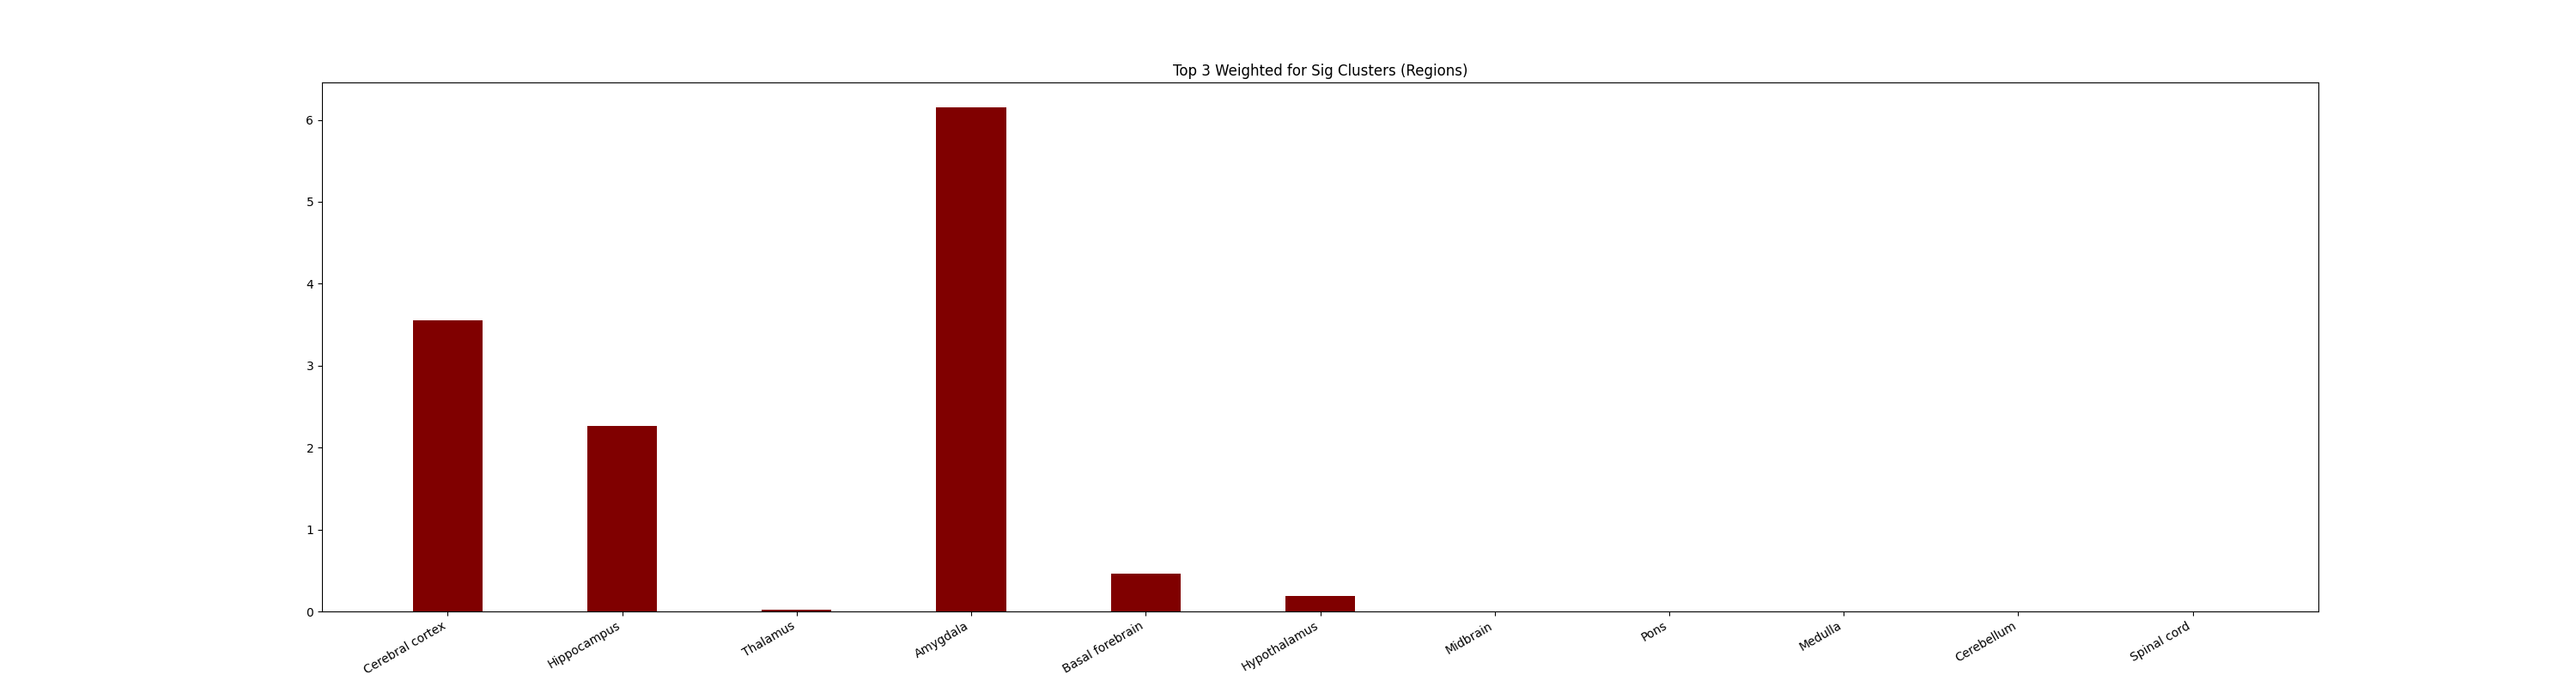 Top 3 Weighted for Sig Clusters (Regions)
6
5
4
3
2
1
0
Cerebral cortex
Hippocampus
Thalamus
Amygdala
Basal forebrain
Hypothalamus
Midbrain
Pons
Medulla
Cerebellum
Spinal cord